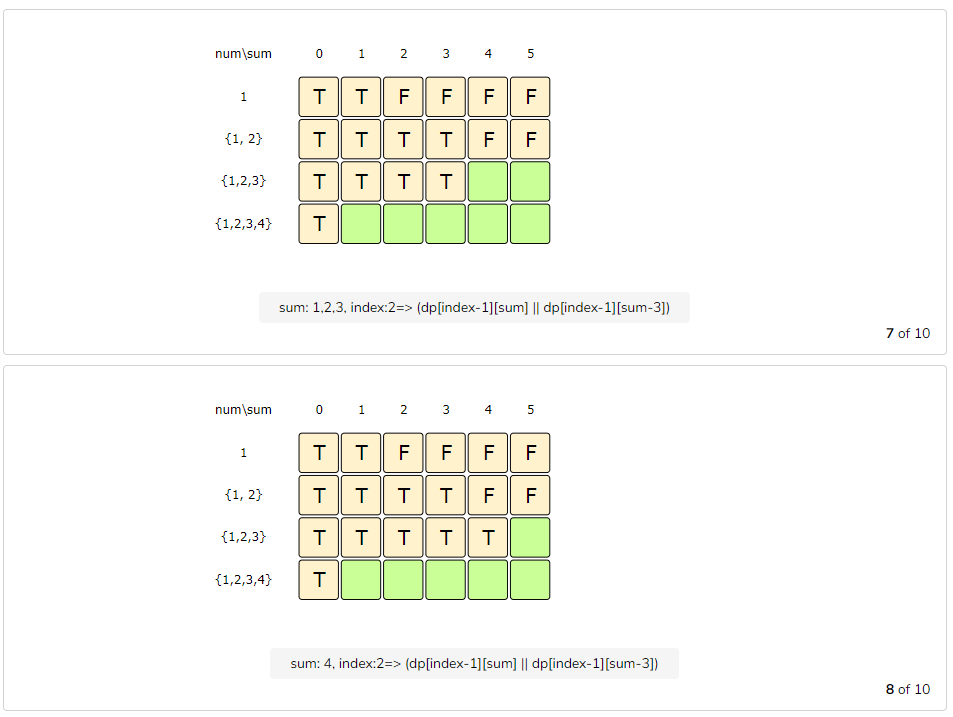 num\sum 0 1 2 3 4 5
1 T T F F F F
{1, 2} T T T T F F
{1,2,3} T T T T
{1,2,3,4} T
sum: 1,2,3, index:2=> (dp[index-1][sum] || dp[index-1][sum-3])
7 of 10
num\sum 0 1 2 3 4 5
1 T T F F F F
{1, 2} T T T T F F
{1,2,3} T T T T T
{1,2,3,4} T
sum: 4, index:2=> (dp[index-1][sum] || dp[index-1][sum-3])
8 of 10